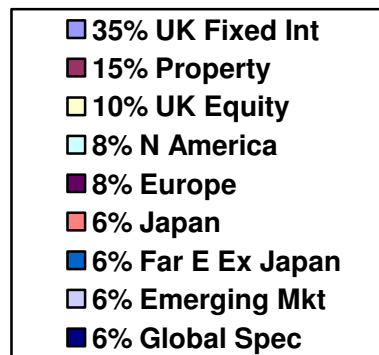 35% UK Fixed Int
15% Property
10% UK Equity
8% N America
8% Europe
6% Japan
6% Far E Ex Japan
6% Emerging Mkt
6% Global Spec